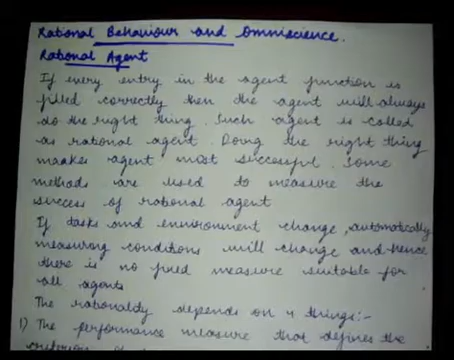 Rational Behaviour and Omniscience.
Rational Agent
If every entry in the agent function is
filled correctly then the agent will always
do the right thing. Such agent is called
as rational agent. Doing the right thing
maakes agent most successful. Some
methods are used to measure the
success of rational agent
If tasks and environment change, automatically
measuring conditions will change and hence
there is no fixed measure suitable for
all agents
The rationality depends on 4 things:-
1) The performance measure that defines the